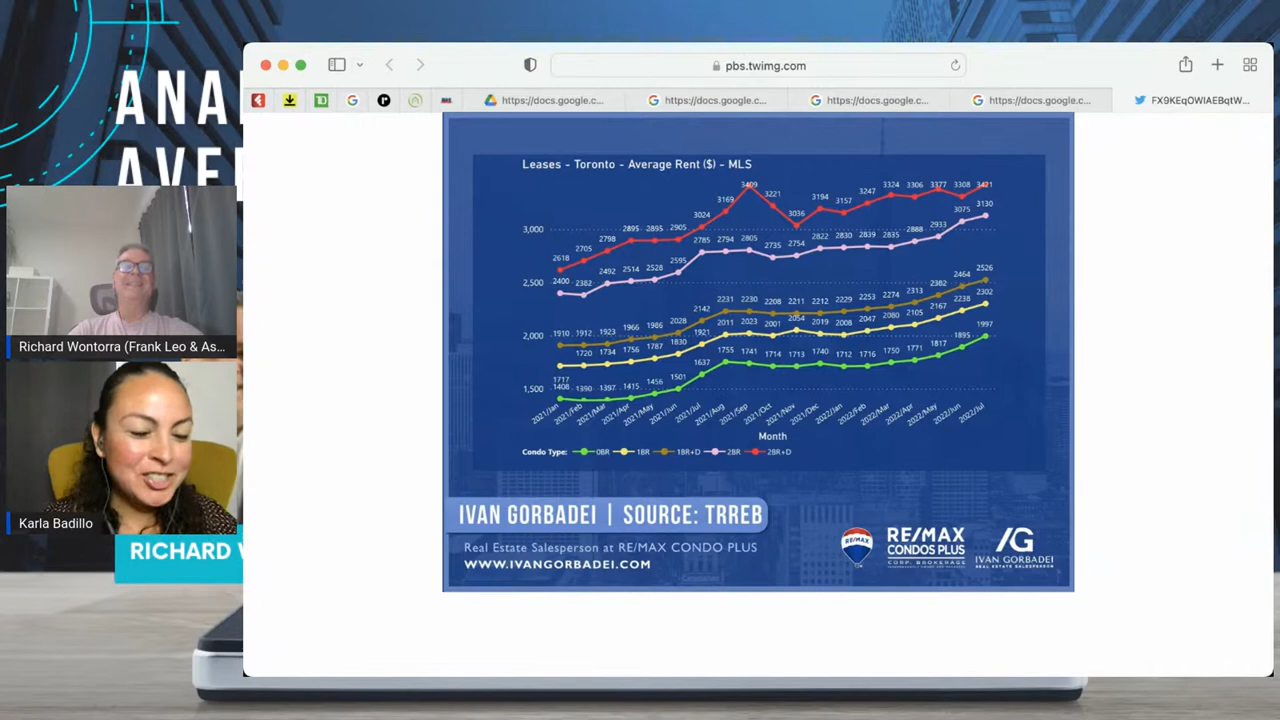 ANA
AVE
pbs.twimg.com
https://docs.google.c...
https://docs.google.c...
https://docs.google.c...
https://docs.google.c...
FX9KEqOWIAEBqtW...
Leases - Toronto - Average Rent ($) - MLS
3,000
2,500
2,000
1,500
2618 2705 2798 2895 2895 2905 3024 3169 3409 3221 3036 3194 3157 3247 3324 3306 3377 3308 3421
2400 2382 2492 2514 2528 2595 2785 2794 2805 2735 2754 2822 2830 2839 2835 2888 2933 3075 3130
1910 1912 1923 1966 1986 2028 2142 2231 2230 2208 2211 2212 2229 2253 2274 2313 2382 2464 2526
1717 1720 1734 1756 1787 1830 1921 2011 2023 2001 2054 2019 2008 2047 2080 2105 2167 2238 2302
1408 1390 1397 1415 1456 1501 1637 1755 1741 1714 1713 1740 1712 1716 1750 1771 1817 1895 1997
2021/Jan 2021/Feb 2021/Mar 2021/Apr 2021/May 2021/Jun 2021/Jul 2021/Aug 2021/Sep 2021/Oct 2021/Nov 2021/Dec 2022/Jan 2022/Feb 2022/Mar 2022/Apr 2022/May 2022/Jun 2022/Jul
Month
Condo Type: 0BR 1BR 1BR+D 2BR 2BR+D
IVAN GORBADEI | SOURCE: TRREB
Real Estate Salesperson at RE/MAX CONDO PLUS
WWW.IVANGORBADEI.COM
RE/MAX
RE/MAX
CONDOS PLUS
CORP. BROKERAGE
IG
IVAN GORBADEI
REAL ESTATE SALESPERSON
Richard Wontorra (Frank Leo & As...
Karla Badillo
RICHARD